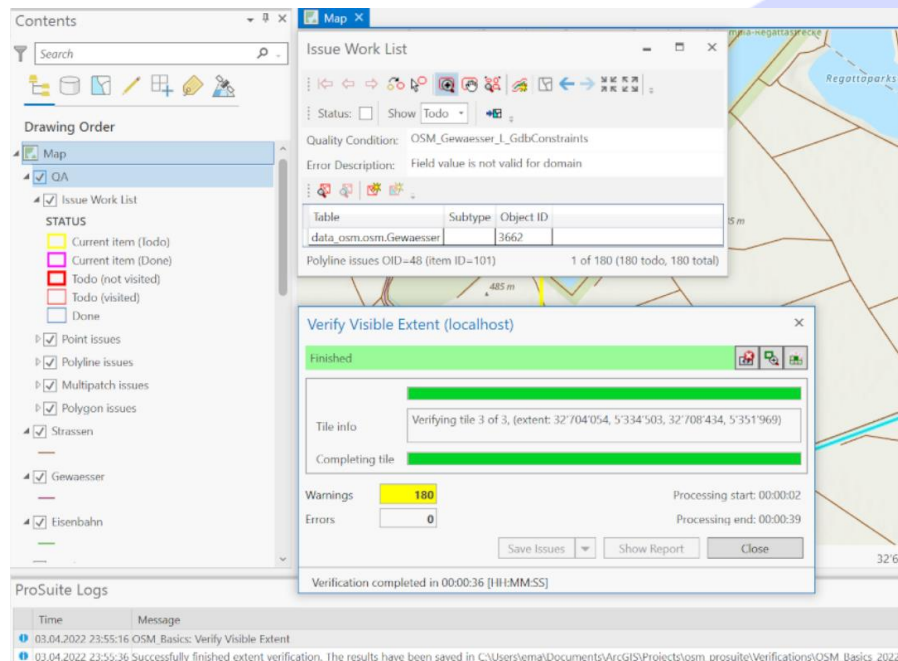 Contents
Search
Drawing Order
Map
QA
Issue Work List
STATUS
Current item (Todo)
Current item (Done)
Todo (not visited)
Todo (visited)
Done
Point issues
Polyline issues
Multipatch issues
Polygon issues
Strassen
Gewaesser
Eisenbahn
Map
Issue Work List
Status: Show Todo
Quality Condition: OSM_Gewaesser_L_GdbConstraints
Error Description: Field value is not valid for domain
Table Subtype Object ID
data_osm.osm.Gewaesser 3662
Polyline issues OID=48 (item ID=101) 1 of 180 (180 todo, 180 total)
Regattaparks
485 m
Verify Visible Extent (localhost)
Finished
Tile info Verifying tile 3 of 3, (extent: 32'704'054, 5'334'503, 32'708'434, 5'351'969)
Completing tile
Warnings 180 Processing start: 00:00:02
Errors 0 Processing end: 00:00:39
Save Issues Show Report Close
Verification completed in 00:00:36 [HH:MM:SS]
32'6
ProSuite Logs
Time Message
03.04.2022 23:55:16 OSM_Basics: Verify Visible Extent
03.04.2022 23:55:36 Successfully finished extent verification. The results have been saved in C:\Users\ema\Documents\ArcGIS\Projects\osm_prosuite\Verifications\OSM_Basics_2022